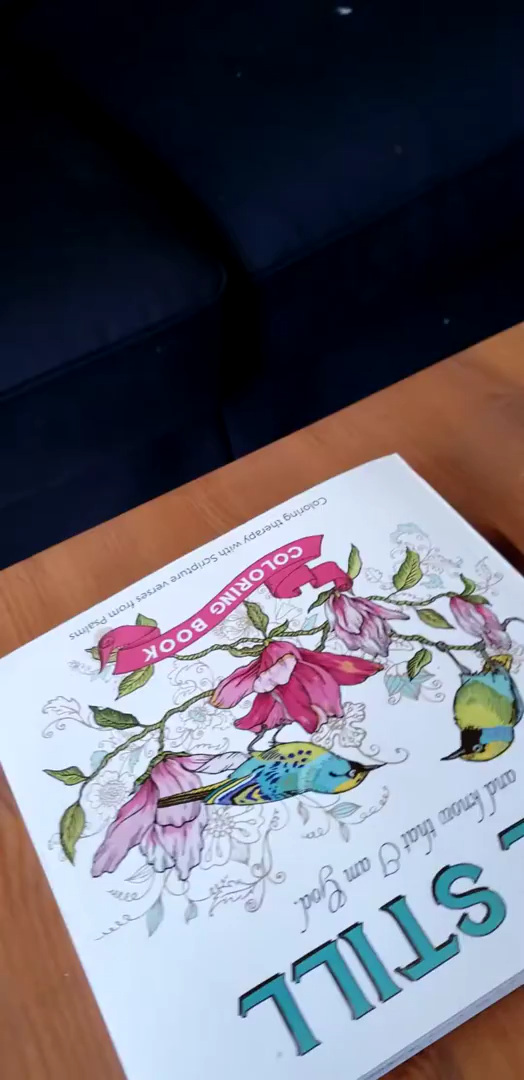 STILL
and know that I am God.
COLORING BOOK
Coloring therapy with Scripture verses from Psalms